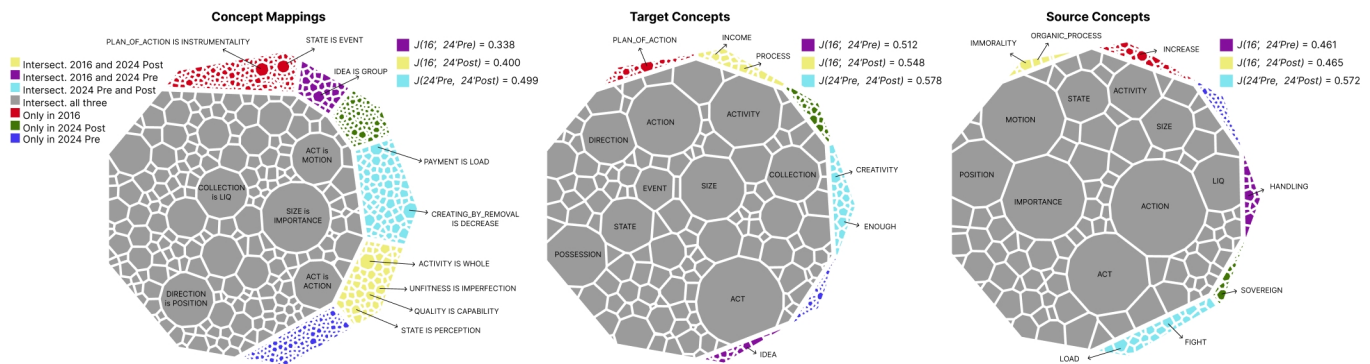 Concept Mappings
PLAN_OF_ACTION IS INSTRUMENTALITY
STATE IS EVENT
IDEA IS GROUP
J(16', 24'Pre) = 0.338
J(16', 24'Post) = 0.400
J(24'Pre, 24'Post) = 0.499
Intersect. 2016 and 2024 Post
Intersect. 2016 and 2024 Pre
Intersect. 2024 Pre and Post
Intersect. all three
Only in 2016
Only in 2024 Post
Only in 2024 Pre
ACT is
MOTION
PAYMENT IS LOAD
COLLECTION
is LIQ
SIZE is
IMPORTANCE
CREATING_BY_REMOVAL
IS DECREASE
ACTIVITY IS WHOLE
ACT is
ACTION
UNFITNESS IS IMPERFECTION
DIRECTION
is POSITION
QUALITY IS CAPABILITY
STATE IS PERCEPTION
Target Concepts
PLAN_OF_ACTION
INCOME
PROCESS
J(16', 24'Pre) = 0.512
J(16', 24'Post) = 0.548
J(24'Pre, 24'Post) = 0.578
ACTION
ACTIVITY
DIRECTION
EVENT
SIZE
COLLECTION
CREATIVITY
STATE
ENOUGH
POSSESSION
ACT
IDEA
Source Concepts
IMMORALITY
ORGANIC_PROCESS
INCREASE
J(16', 24'Pre) = 0.461
J(16', 24'Post) = 0.465
J(24'Pre, 24'Post) = 0.572
STATE
ACTIVITY
MOTION
SIZE
POSITION
LIQ
HANDLING
IMPORTANCE
ACTION
ACT
SOVEREIGN
FIGHT
LOAD